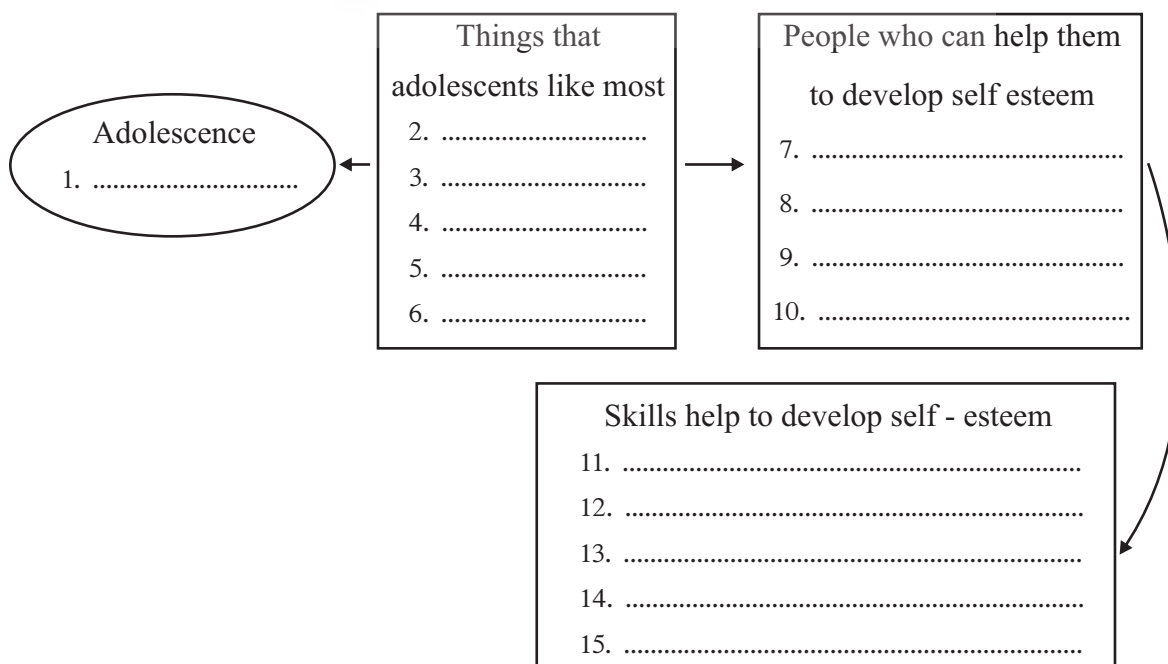 Adolescence
1. ................................
Things that
adolescents like most
2. ................................
3. ................................
4. ................................
5. ................................
6. ................................
People who can help them
to develop self esteem
7. ................................................
8. ................................................
9. ................................................
10. ................................................
Skills help to develop self - esteem
11. ......................................................................
12. ......................................................................
13. ......................................................................
14. ......................................................................
15. ......................................................................